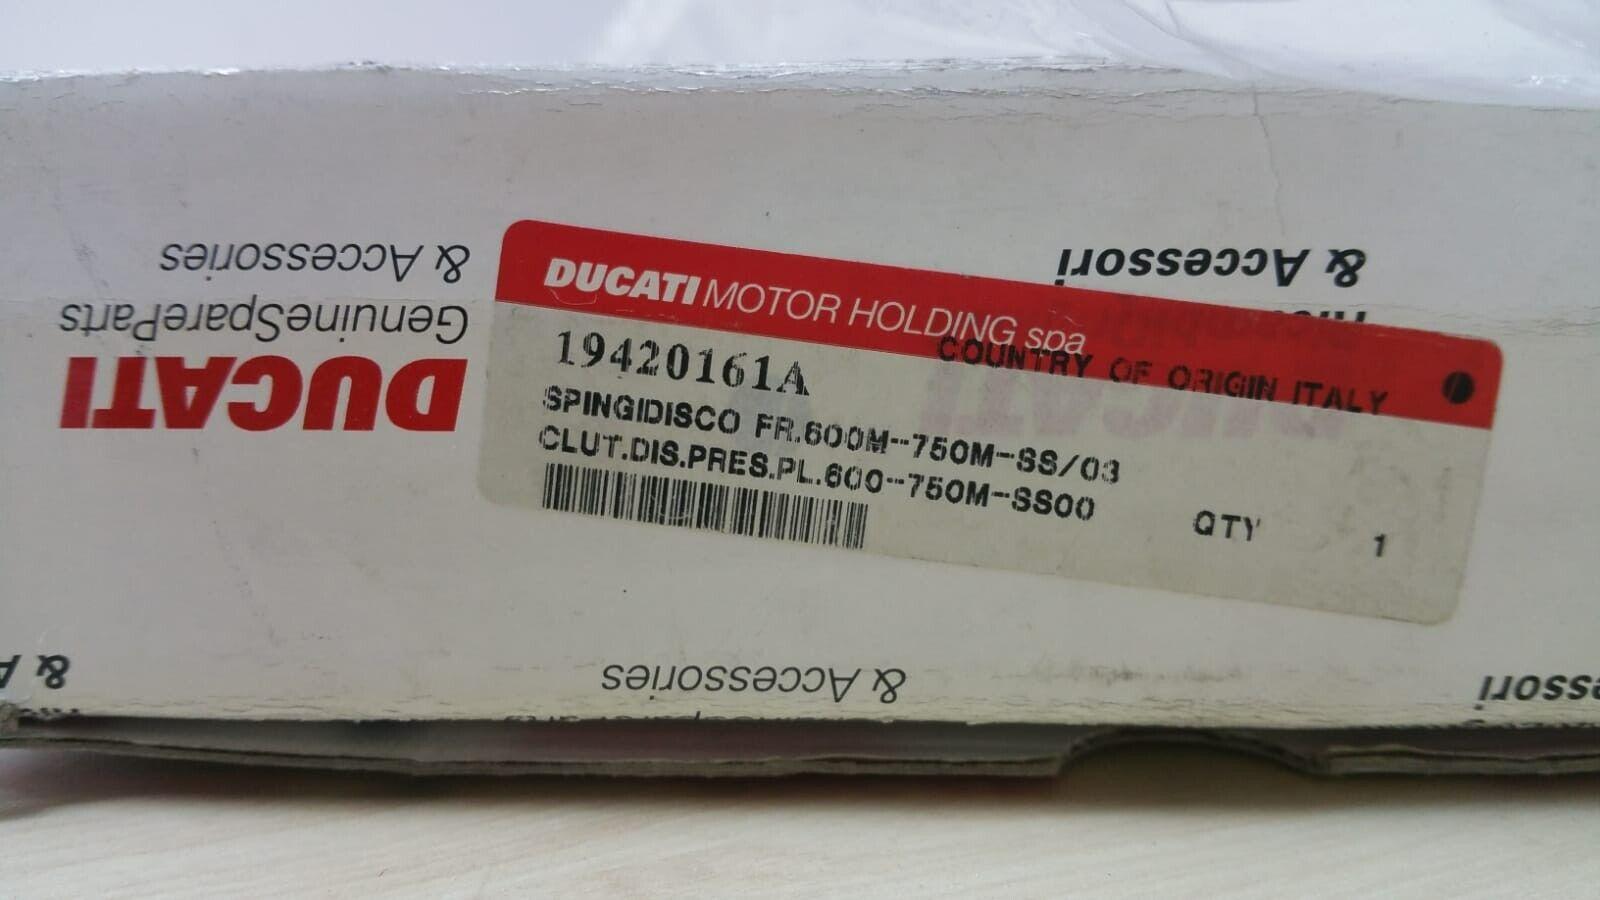 & Accessories
GenuineSpareParts
DUCATI
& Accessori
DUCATI MOTOR HOLDING spa
COUNTRY OF ORIGIN ITALY
19420161A
SPINGIDISCO FR.600M--750M-SS/03
CLUT.DIS.PRES.PL.600--750M-SS00
QTY 1
& A
& Accessories